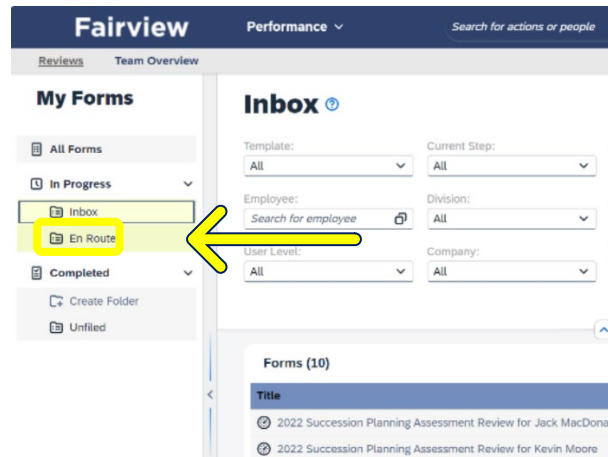 Fairview
Performance
Search for actions or people
Reviews
Team Overview
My Forms
All Forms
In Progress
Inbox
En Route
Completed
Create Folder
Unfiled
Inbox
Template:
All
Current Step:
All
Employee:
Search for employee
Division:
All
User Level:
All
Company:
All
Forms (10)
Title
2022 Succession Planning Assessment Review for Jack MacDona
2022 Succession Planning Assessment Review for Kevin Moore